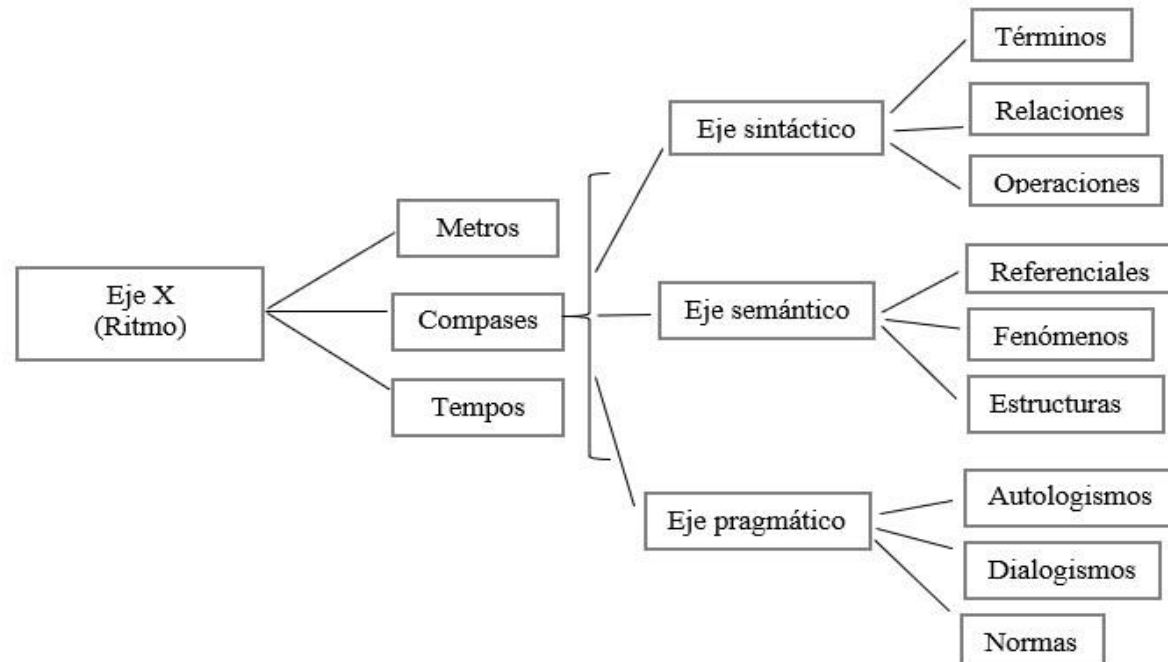 Eje X
(Ritmo)
Metros
Compases
Tempos
Eje sintáctico
Términos
Relaciones
Operaciones
Eje semántico
Referenciales
Fenómenos
Estructuras
Eje pragmático
Autologismos
Dialogismos
Normas